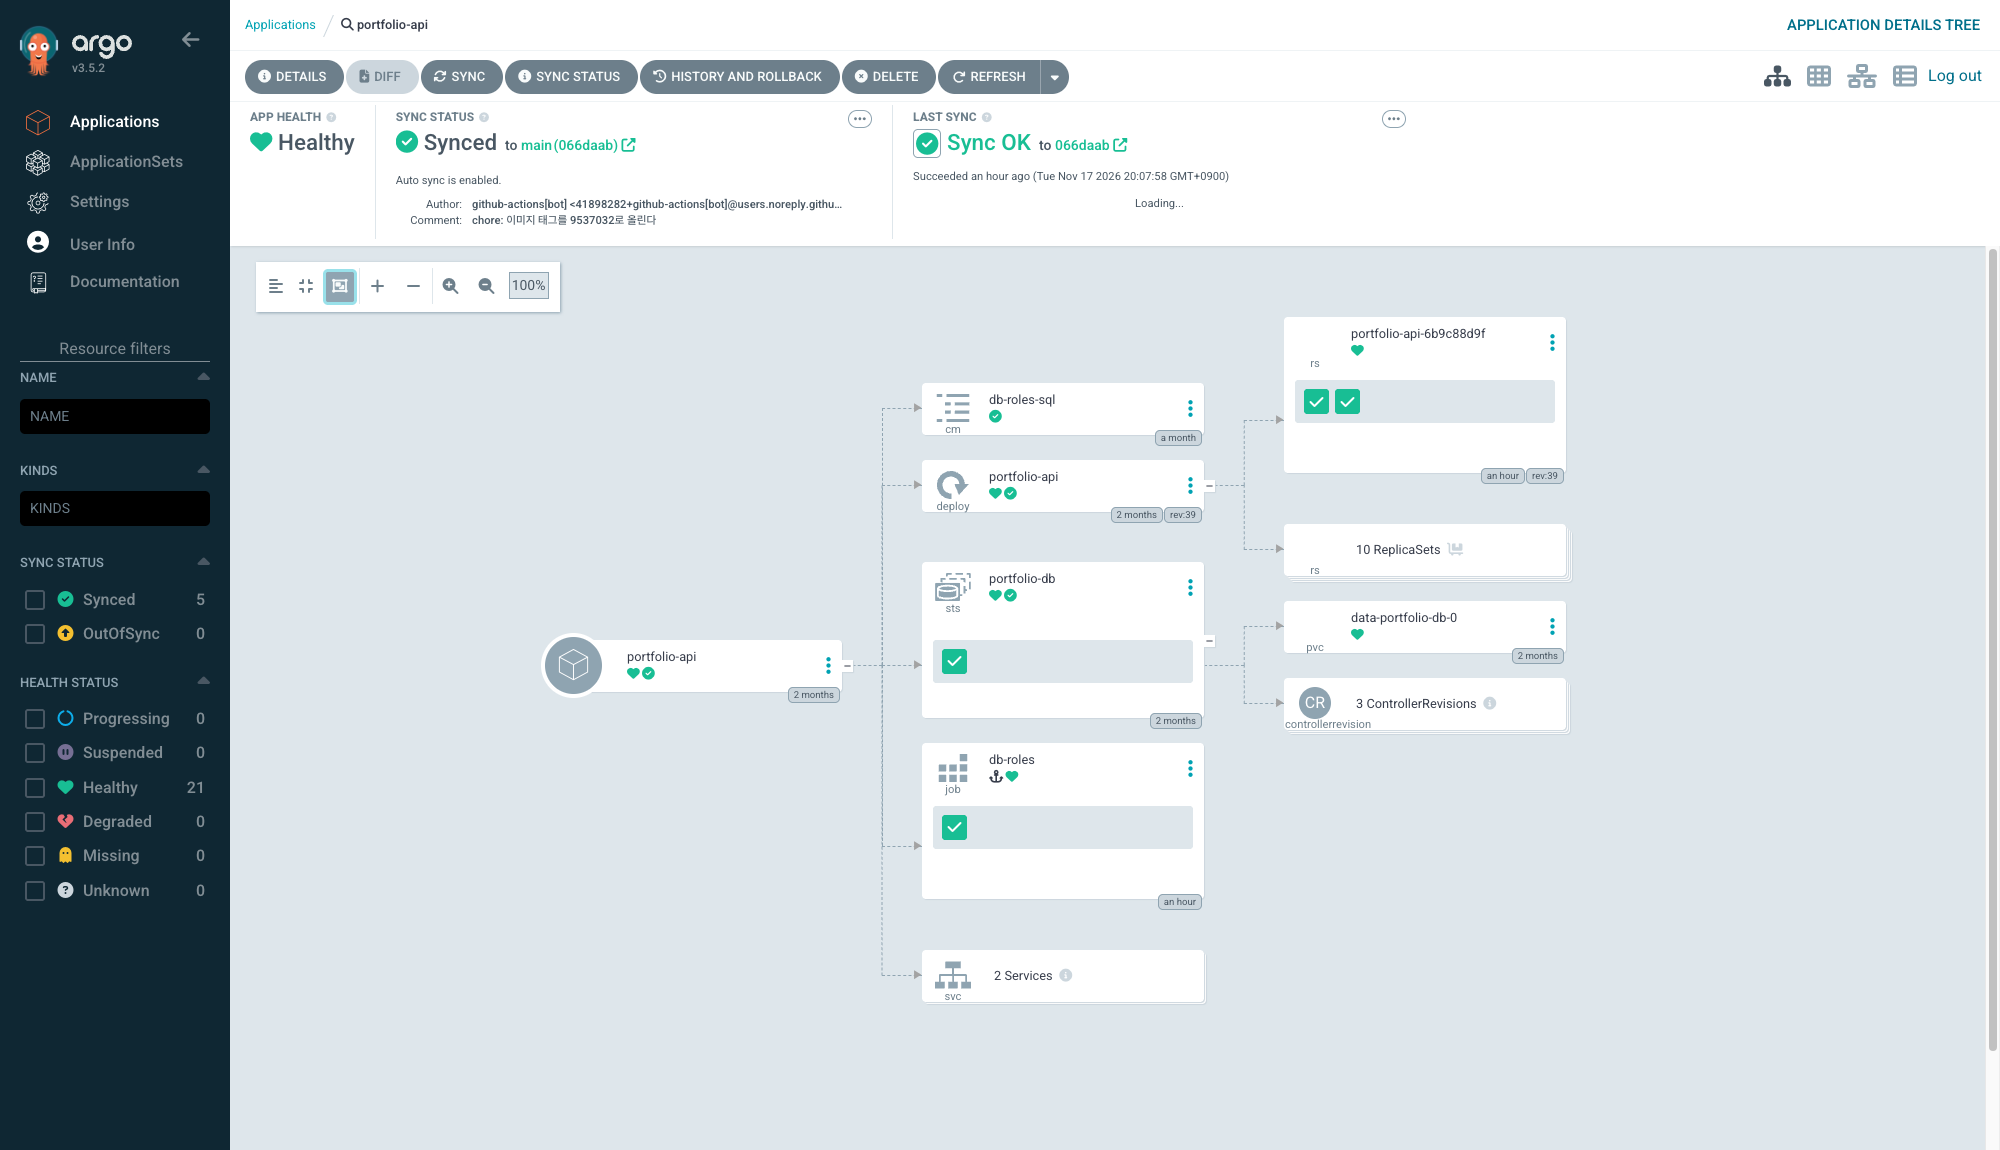 argo
v3.5.2
Applications
ApplicationSets
Settings
User Info
Documentation
Resource filters
NAME
NAME
KINDS
KINDS
SYNC STATUS
Synced 5
OutOfSync 0
HEALTH STATUS
Progressing 0
Suspended 0
Healthy 21
Degraded 0
Missing 0
Unknown 0
Applications / portfolio-api
APPLICATION DETAILS TREE
DETAILS DIFF SYNC SYNC STATUS HISTORY AND ROLLBACK DELETE REFRESH
Log out
APP HEALTH
Healthy
SYNC STATUS
Synced to main (066daab)
Auto sync is enabled.
Author: github-actions[bot] <41898282+github-actions[bot]@users.noreply.githu...
Comment: chore: 이미지 태그를 9537032로 올린다
LAST SYNC
Sync OK to 066daab
Succeeded an hour ago (Tue Nov 17 2026 20:07:58 GMT+0900)
Loading...
100%
portfolio-api
2 months
db-roles-sql
cm
a month
portfolio-api
deploy
2 months rev:39
portfolio-db
sts
2 months
db-roles
job
an hour
2 Services
svc
portfolio-api-6b9c88d9f
rs
an hour rev:39
10 ReplicaSets
rs
data-portfolio-db-0
pvc
2 months
CR
3 ControllerRevisions
controllerrevision